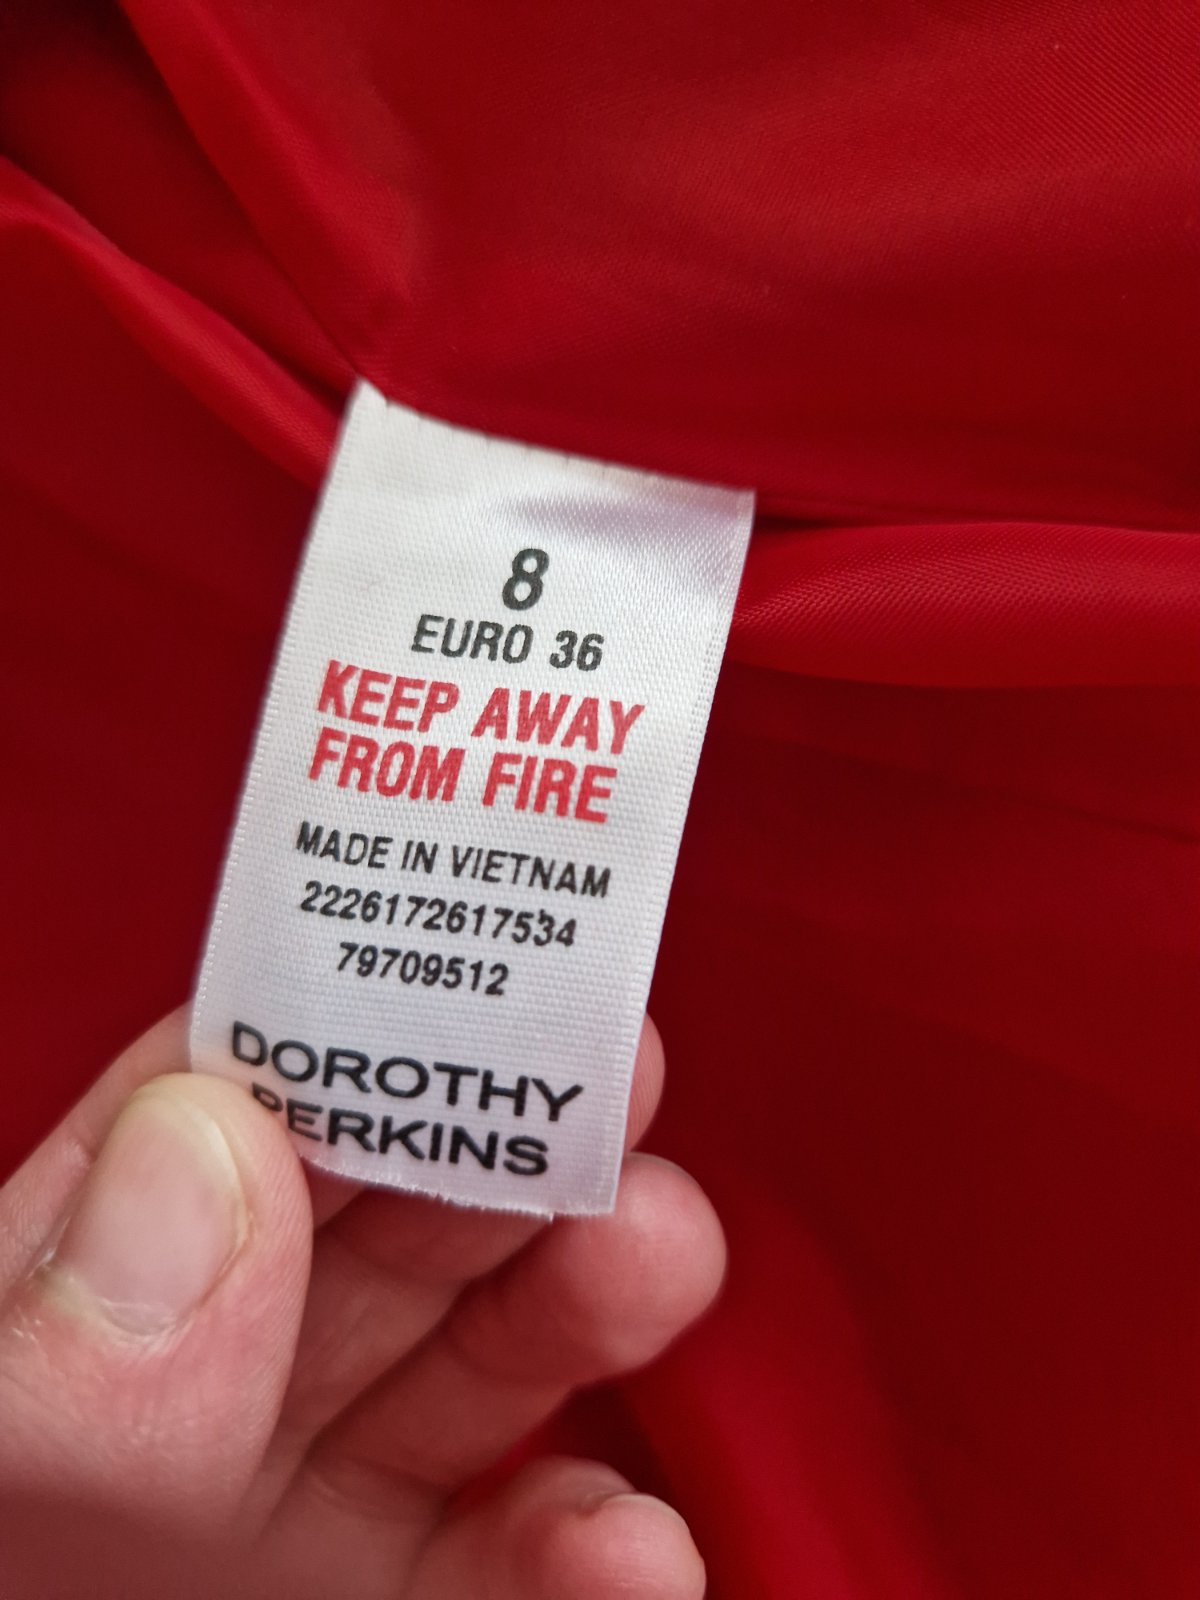 8
EURO 36
KEEP AWAY
FROM FIRE
MADE IN VIETNAM
2226172617534
79709512
DOROTHY
PERKINS